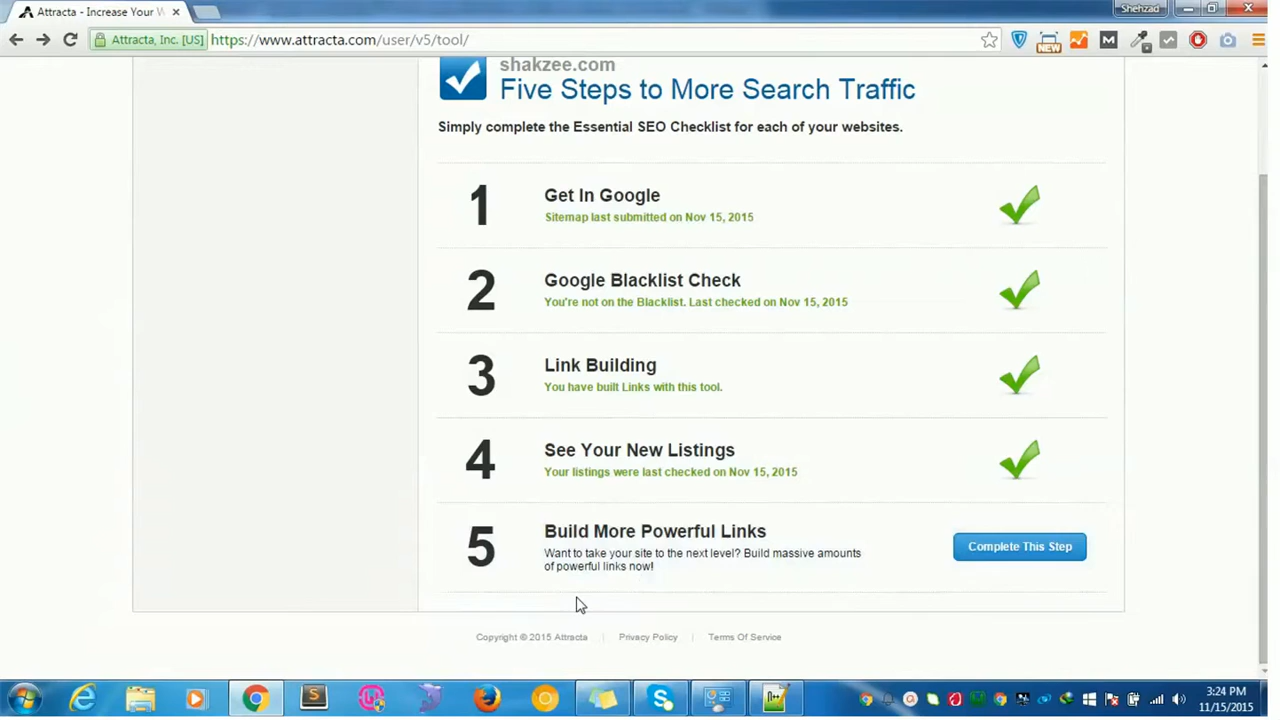 Attracta - Increase Your W
Shehzad
Attracta, Inc. [US]
https://www.attracta.com/user/v5/tool/
NEW
shakzee.com
Five Steps to More Search Traffic
Simply complete the Essential SEO Checklist for each of your websites.
1
Get In Google
Sitemap last submitted on Nov 15, 2015
2
Google Blacklist Check
You're not on the Blacklist. Last checked on Nov 15, 2015
3
Link Building
You have built Links with this tool.
4
See Your New Listings
Your listings were last checked on Nov 15, 2015
5
Build More Powerful Links
Want to take your site to the next level? Build massive amounts
of powerful links now!
Complete This Step
Copyright © 2015 Attracta
Privacy Policy
Terms Of Service
3:24 PM
11/15/2015